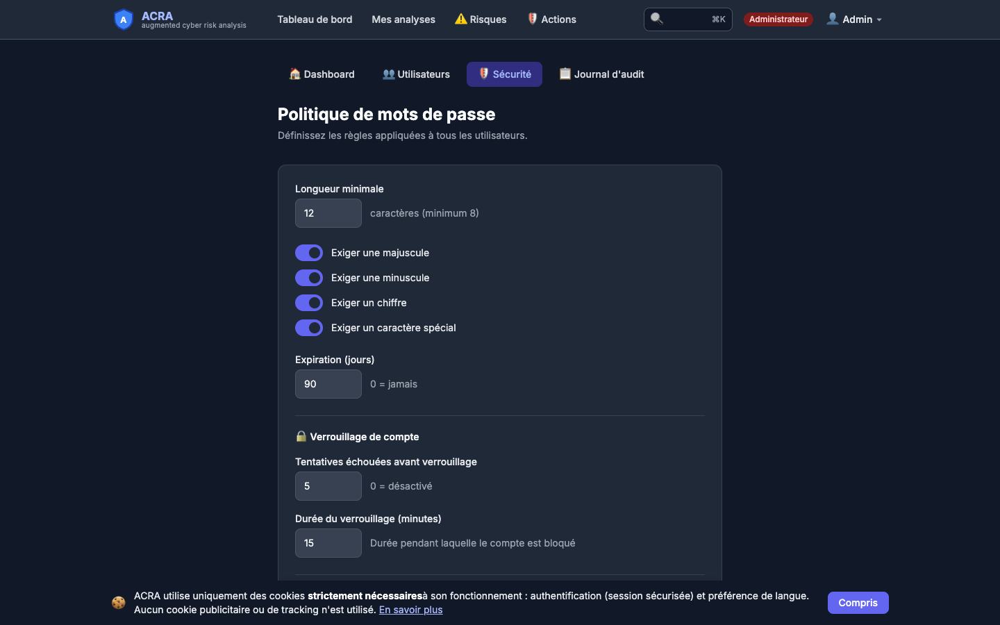 A
ACRA
augmented cyber risk analysis
Tableau de bord
Mes analyses
Risques
Actions
⌘K
Administrateur
Admin
Dashboard
Utilisateurs
Sécurité
Journal d'audit
Politique de mots de passe
Définissez les règles appliquées à tous les utilisateurs.
Longueur minimale
12
caractères (minimum 8)
Exiger une majuscule
Exiger une minuscule
Exiger un chiffre
Exiger un caractère spécial
Expiration (jours)
90
0 = jamais
Verrouillage de compte
Tentatives échouées avant verrouillage
5
0 = désactivé
Durée du verrouillage (minutes)
15
Durée pendant laquelle le compte est bloqué
ACRA utilise uniquement des cookies strictement nécessairesà son fonctionnement : authentification (session sécurisée) et préférence de langue.
Aucun cookie publicitaire ou de tracking n'est utilisé. En savoir plus
Compris